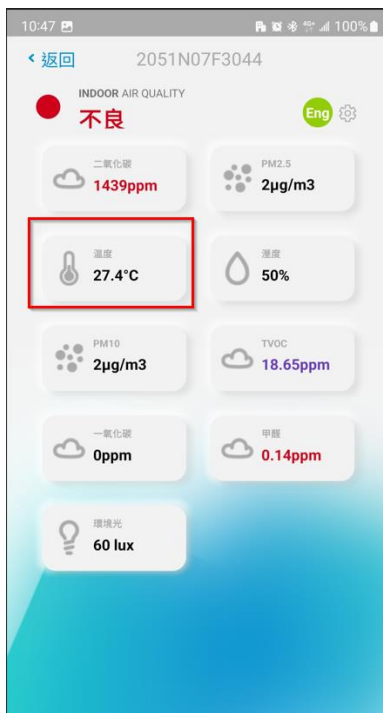 10:47
100%
返回
2051N07F3044
INDOOR AIR QUALITY
不良
Eng
二氧化碳
1439ppm
PM2.5
2μg/m3
溫度
27.4°C
溼度
50%
PM10
2μg/m3
TVOC
18.65ppm
一氧化碳
0ppm
甲醛
0.14ppm
環境光
60 lux